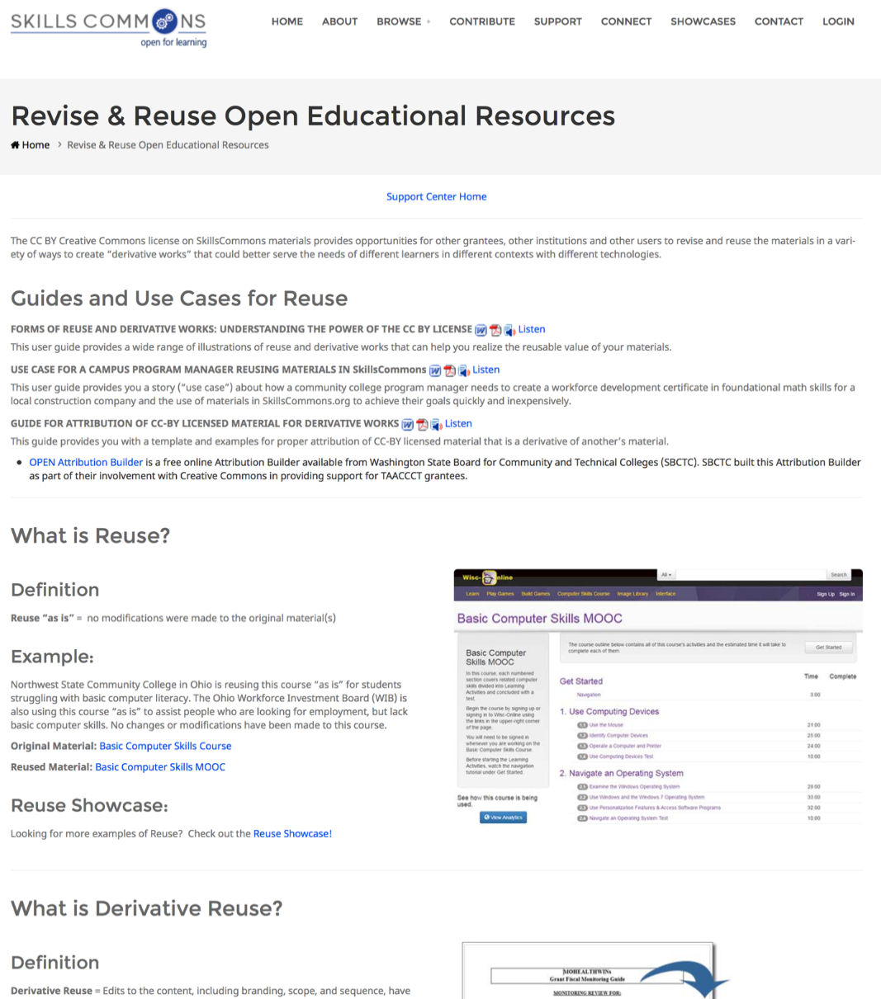 SKILLS COMMONS
open for learning
HOME ABOUT BROWSE + CONTRIBUTE SUPPORT CONNECT SHOWCASES CONTACT LOGIN
Revise & Reuse Open Educational Resources
Home > Revise & Reuse Open Educational Resources
Support Center Home
The CC BY Creative Commons license on SkillsCommons materials provides opportunities for other grantees, other institutions and other users to revise and reuse the materials in a vari-
ety of ways to create “derivative works” that could better serve the needs of different learners in different contexts with different technologies.
Guides and Use Cases for Reuse
FORMS OF REUSE AND DERIVATIVE WORKS: UNDERSTANDING THE POWER OF THE CC BY LICENSE Listen
This user guide provides a wide range of illustrations of reuse and derivative works that can help you realize the reusable value of your materials.
USE CASE FOR A CAMPUS PROGRAM MANAGER REUSING MATERIALS IN SkillsCommons Listen
This user guide provides you a story (“use case”) about how a community college program manager needs to create a workforce development certificate in foundational math skills for a
local construction company and the use of materials in SkillsCommons.org to achieve their goals quickly and inexpensively.
GUIDE FOR ATTRIBUTION OF CC-BY LICENSED MATERIAL FOR DERIVATIVE WORKS Listen
This guide provides you with a template and examples for proper attribution of CC-BY licensed material that is a derivative of another’s material.
• OPEN Attribution Builder is a free online Attribution Builder available from Washington State Board for Community and Technical Colleges (SBCTC). SBCTC built this Attribution Builder
as part of their involvement with Creative Commons in providing support for TAACCCT grantees.
What is Reuse?
Definition
Reuse “as is” = no modifications were made to the original material(s)
Example:
Northwest State Community College in Ohio is reusing this course “as is” for students
struggling with basic computer literacy. The Ohio Workforce Investment Board (WIB) is
also using this course “as is” to assist people who are looking for employment, but lack
basic computer skills. No changes or modifications have been made to this course.
Original Material: Basic Computer Skills Course
Reused Material: Basic Computer Skills MOOC
Reuse Showcase:
Looking for more examples of Reuse? Check out the Reuse Showcase!
Wisc-Online
All Search
Learn Play Games Build Games Computer Skills Course Image Library Interface Sign Up Sign In
Basic Computer Skills MOOC
Basic Computer
Skills MOOC
In this course, each numbered
section covers related computer
skills divided into Learning
Activities and concluded with a
test.
Begin the course by signing up or
signing in to Wisc-Online using
the links in the upper-right corner
of the page.
You will need to be signed in
whenever you are working on the
Basic Computer Skills Course.
Before starting the Learning
Activities, watch the navigation
tutorial under Get Started.
See how this course is being
used.
View Analytics
The course outline below contains all of this course's activities and the estimated time it will take to
complete each of them.
Get Started
Get Started Time Complete
Navigation 3:00
1. Use Computing Devices
1.1 Use the Mouse 21:00
1.2 Identify Computer Devices 25:00
1.3 Operate a Computer and Printer 24:00
1.4 Use Computing Devices Test 10:00
2. Navigate an Operating System
2.1 Examine the Windows Operating System 28:00
2.2 Use Windows and the Windows 7 Operating System 33:00
2.3 Use Personalization Features & Access Software Programs 32:00
2.4 Navigate an Operating System Test 10:00
What is Derivative Reuse?
Definition
Derivative Reuse = Edits to the content, including branding, scope, and sequence, have
MOHEALTHWINs
Grant Fiscal Monitoring Guide
MONITORING REVIEW FOR: